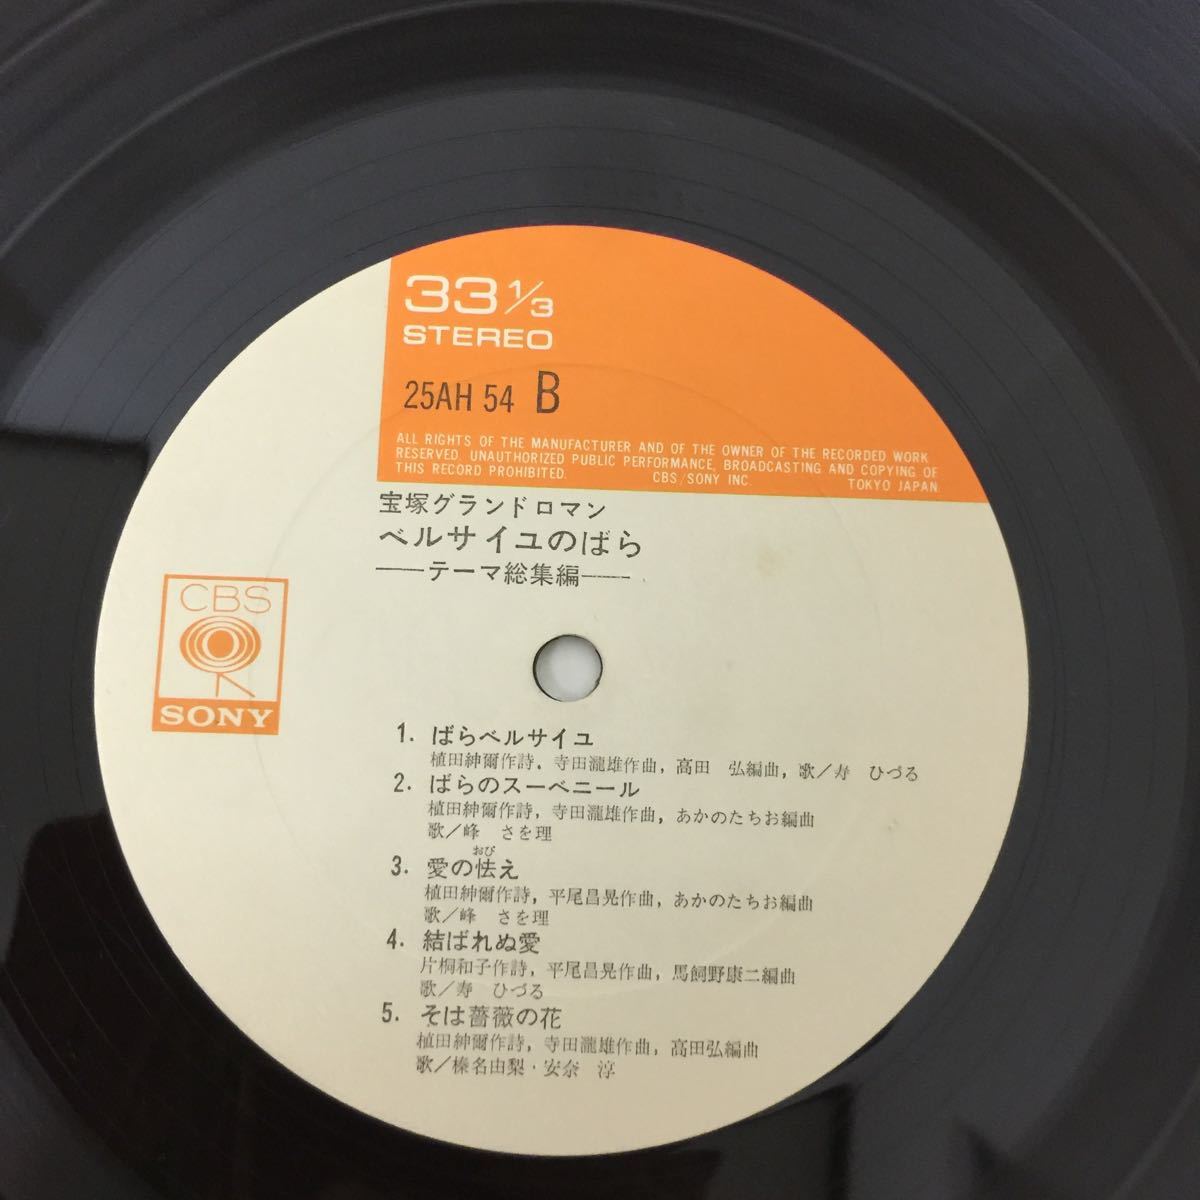 33 1/3
STEREO
25AH 54 B
ALL RIGHTS OF THE MANUFACTURER AND OF THE OWNER OF THE RECORDED WORK
RESERVED. UNAUTHORIZED PUBLIC PERFORMANCE, BROADCASTING AND COPYING OF
THIS RECORD PROHIBITED. CBS/SONY INC. TOKYO JAPAN.
宝塚グランドロマン
ベルサイユのばら
──テーマ総集編──
CBS
SONY
1. ばらベルサイユ
植田紳爾作詩, 寺田瀧雄作曲, 高田 弘編曲, 歌/寿 ひづる
2. ばらのスーベニール
植田紳爾作詩, 寺田瀧雄作曲, あかのたちお編曲
歌/峰 さを理
おび
3. 愛の怯え
植田紳爾作詩, 平尾昌晃作曲, あかのたちお編曲
歌/峰 さを理
4. 結ばれぬ愛
片桐和子作詩, 平尾昌晃作曲, 馬飼野康二編曲
歌/寿 ひづる
5. そは薔薇の花
植田紳爾作詩, 寺田瀧雄作曲, 高田弘編曲
歌/榛名由梨・安奈 淳